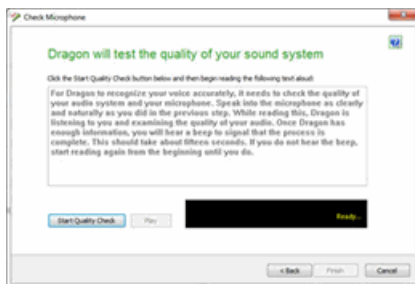 Check Microphone
Dragon will test the quality of your sound system
Click the Start Quality Check button below and then begin reading the following text aloud:
For Dragon to recognize your voice accurately, it needs to check the quality of
your audio system and your microphone. Speak into the microphone as clearly
and naturally as you did in the previous step. While reading this, Dragon is
listening to you and examining the quality of your audio. Once Dragon has
enough information, you will hear a beep to signal that the process is
complete. This should take about fifteen seconds. If you do not hear the beep,
start reading again from the beginning until you do.
Start Quality Check
Play
Ready...
< Back
Finish
Cancel